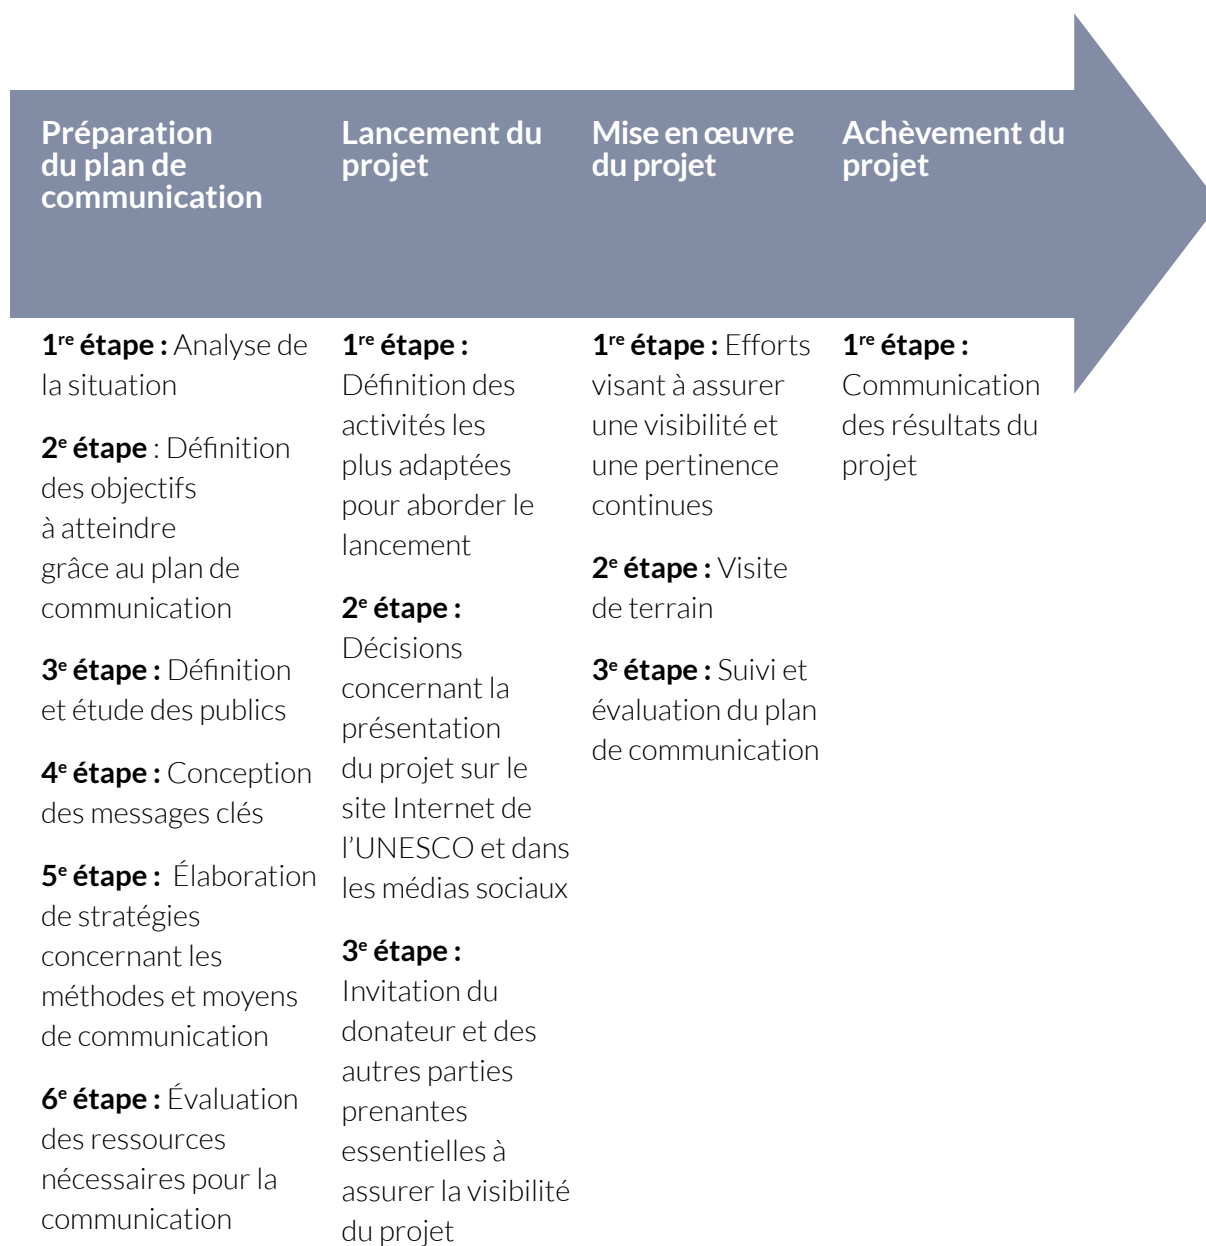 Préparation
du plan de
communication
Lancement du
projet
Mise en œuvre
du projet
Achèvement du
projet
1re étape : Analyse de
la situation
2e étape : Définition
des objectifs
à atteindre
grâce au plan de
communication
3e étape : Définition
et étude des publics
4e étape : Conception
des messages clés
5e étape : Élaboration
de stratégies
concernant les
méthodes et moyens
de communication
6e étape : Évaluation
des ressources
nécessaires pour la
communication
1re étape :
Définition des
activités les
plus adaptées
pour aborder le
lancement
2e étape :
Décisions
concernant la
présentation
du projet sur le
site Internet de
l’UNESCO et dans
les médias sociaux
3e étape :
Invitation du
donateur et des
autres parties
prenantes
essentielles à
assurer la visibilité
du projet
1re étape : Efforts
visant à assurer
une visibilité et
une pertinence
continues
2e étape : Visite
de terrain
3e étape : Suivi et
évaluation du plan
de communication
1re étape :
Communication
des résultats du
projet